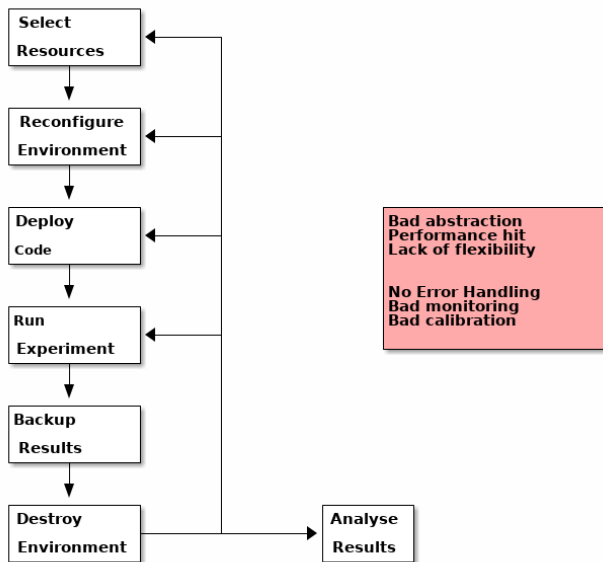 Select
Resources
Reconfigure
Environment
Deploy
Code
Run
Experiment
Backup
Results
Destroy
Environment
Analyse
Results
Bad abstraction
Performance hit
Lack of flexibility
No Error Handling
Bad monitoring
Bad calibration